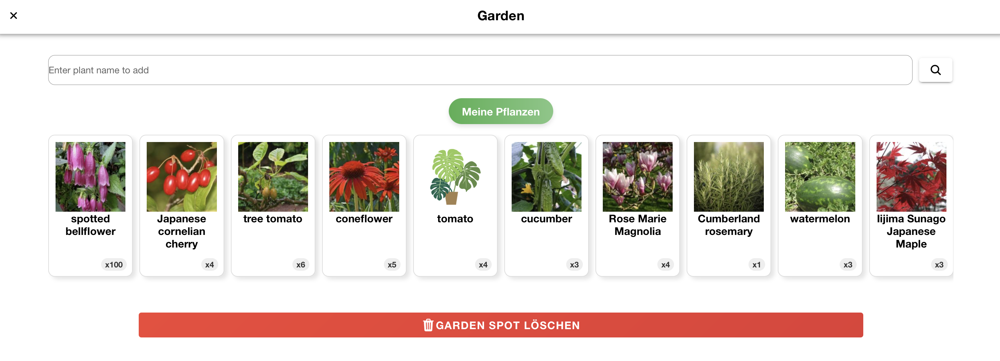 Garden
Enter plant name to add
Meine Pflanzen
spotted
bellflower
x100
Japanese
cornelian
cherry
x4
tree tomato
x6
coneflower
x5
tomato
x4
cucumber
x3
Rose Marie
Magnolia
x4
Cumberland
rosemary
x1
watermelon
x3
Iijima Sunago
Japanese
Maple
x3
GARDEN SPOT LÖSCHEN